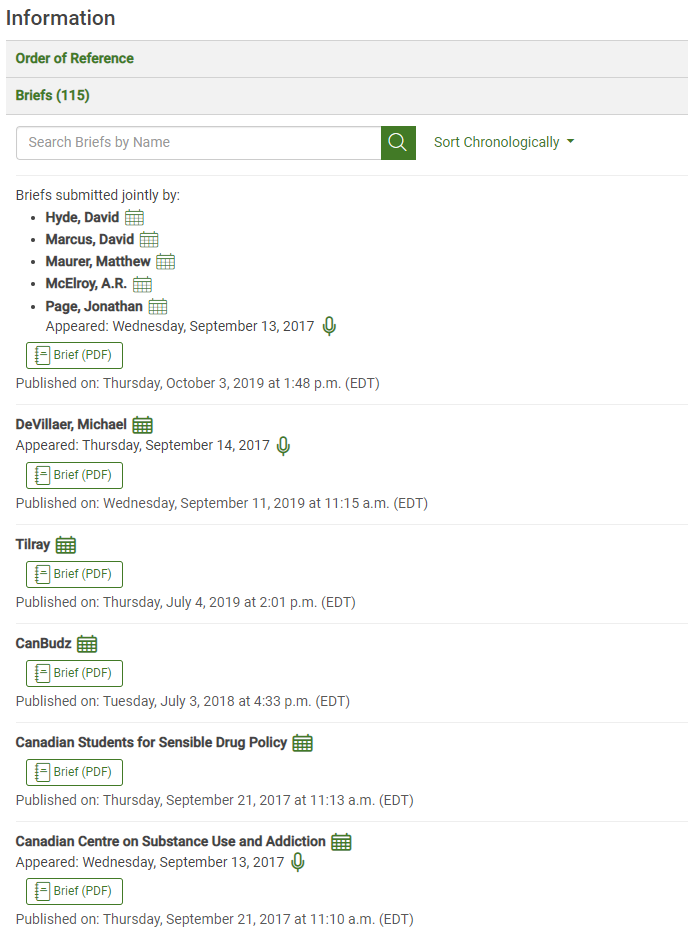 Information
Order of Reference
Briefs (115)
Search Briefs by Name
Sort Chronologically
Briefs submitted jointly by:
• Hyde, David
• Marcus, David
• Maurer, Matthew
• McElroy, A.R.
• Page, Jonathan
Appeared: Wednesday, September 13, 2017
Brief (PDF)
Published on: Thursday, October 3, 2019 at 1:48 p.m. (EDT)
DeVillaer, Michael
Appeared: Thursday, September 14, 2017
Brief (PDF)
Published on: Wednesday, September 11, 2019 at 11:15 a.m. (EDT)
Tilray
Brief (PDF)
Published on: Thursday, July 4, 2019 at 2:01 p.m. (EDT)
CanBudz
Brief (PDF)
Published on: Tuesday, July 3, 2018 at 4:33 p.m. (EDT)
Canadian Students for Sensible Drug Policy
Brief (PDF)
Published on: Thursday, September 21, 2017 at 11:13 a.m. (EDT)
Canadian Centre on Substance Use and Addiction
Appeared: Wednesday, September 13, 2017
Brief (PDF)
Published on: Thursday, September 21, 2017 at 11:10 a.m. (EDT)